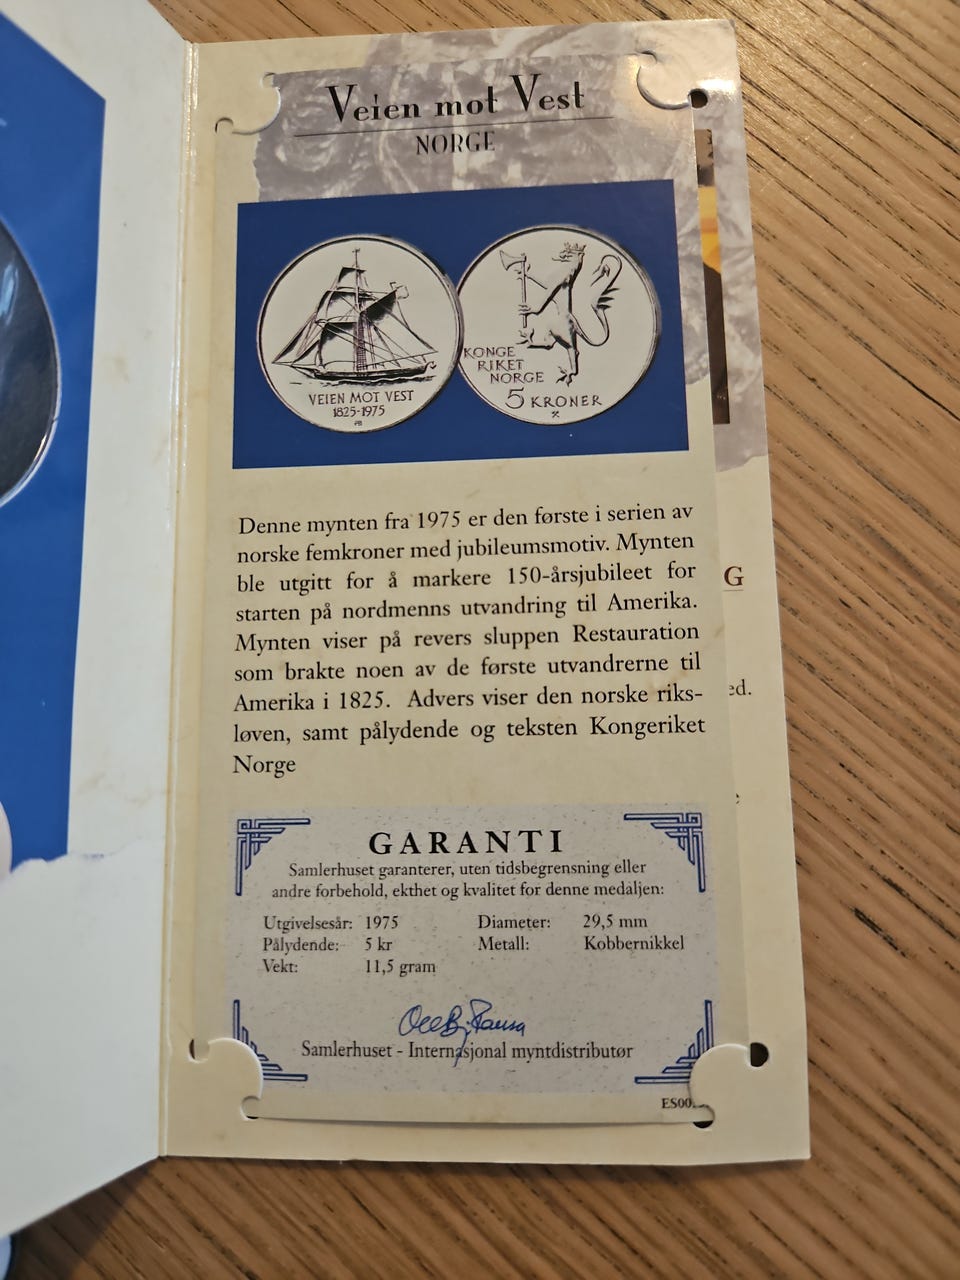 Veien mot Vest
NORGE
VEIEN MOT VEST
1825-1975
KONGE
RIKET
NORGE
5 KRONER
Denne mynten fra 1975 er den første i serien av
norske femkroner med jubileumsmotiv. Mynten
ble utgitt for å markere 150-årsjubileet for
starten på nordmenns utvandring til Amerika.
Mynten viser på revers sluppen Restauration
som brakte noen av de første utvandrerne til
Amerika i 1825. Advers viser den norske riks-
løven, samt pålydende og teksten Kongeriket
Norge
G
ed.
e
GARANTI
Samlerhuset garanterer, uten tidsbegrensning eller
andre forbehold, ekthet og kvalitet for denne medaljen:
Utgivelsesår: 1975 Diameter: 29,5 mm
Pålydende: 5 kr Metall: Kobbernikkel
Vekt: 11,5 gram
Samlerhuset - Internasjonal myntdistributør